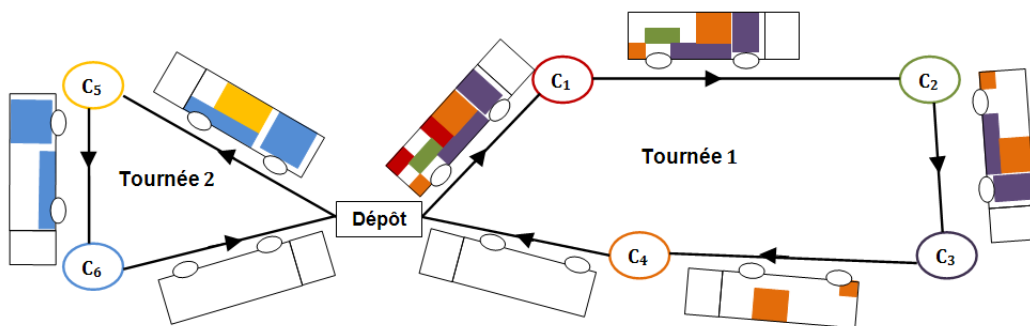 C₅
C₁
C₂
Tournée 2
Tournée 1
Dépôt
C₆
C₄
C₃